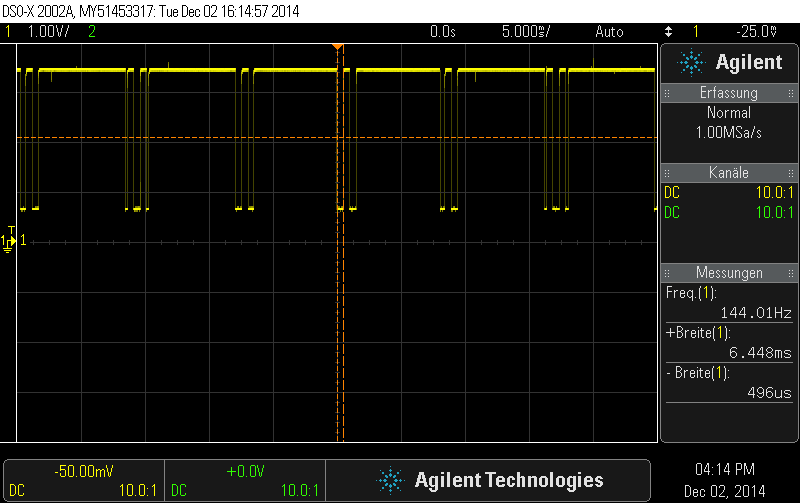 DSO-X 2002A, MY51453317: Tue Dec 02 16:14:57 2014
1 1.00V/ 2 0.0s 5.000s/ Auto 1 -25.0V
Agilent
Erfassung
Normal
1.00MSa/s
Kanäle
DC 10.0:1
DC 10.0:1
T
1 1
Messungen
Freq.(1):
144.01Hz
+Breite(1):
6.448ms
- Breite(1):
496us
-50.00mV
DC 10.0:1
+0.0V
DC 10.0:1
Agilent Technologies
04:14 PM
Dec 02, 2014